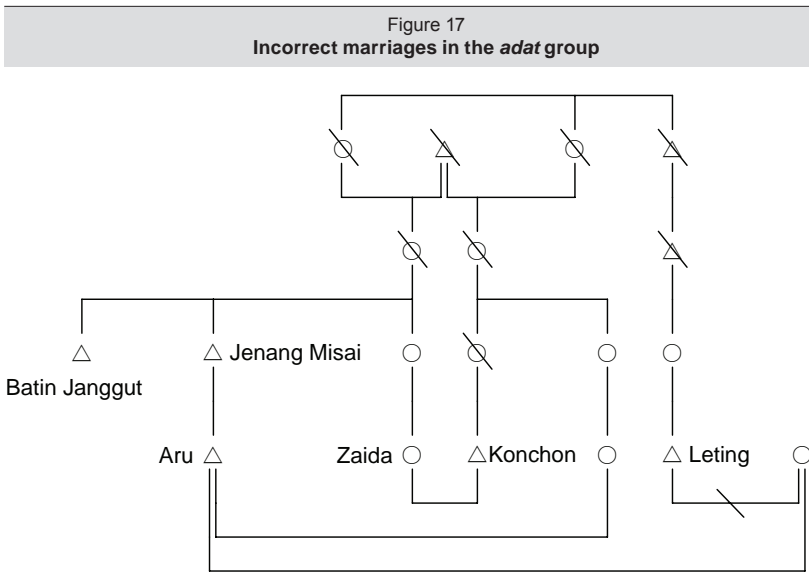 Figure 17
Incorrect marriages in the adat group
Jenang Misai
Batin Janggut
Aru
Zaida
Konchon
Leting